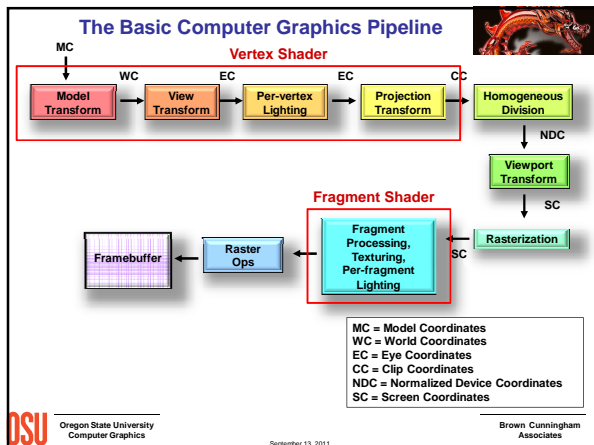 The Basic Computer Graphics Pipeline
MC
Vertex Shader
WC
EC
EC
CC
Model
Transform
View
Transform
Per-vertex
Lighting
Projection
Transform
Homogeneous
Division
NDC
Viewport
Transform
SC
Fragment Shader
Framebuffer
Raster
Ops
Fragment
Processing,
Texturing,
Per-fragment
Lighting
SC
Rasterization
MC = Model Coordinates
WC = World Coordinates
EC = Eye Coordinates
CC = Clip Coordinates
NDC = Normalized Device Coordinates
SC = Screen Coordinates
OSU
Oregon State University
Computer Graphics
September 13, 2011
Brown Cunningham
Associates